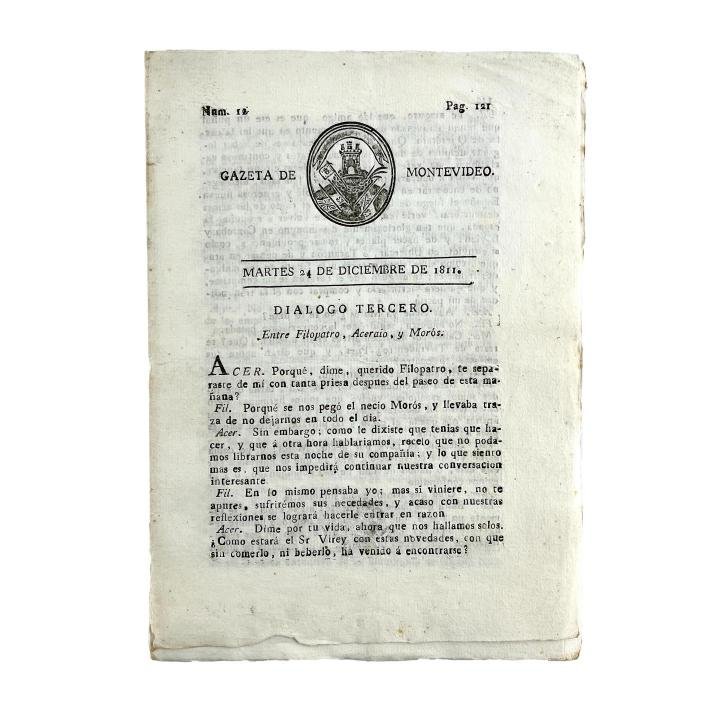 Num. 12 Pag. 121
GAZETA DE MONTEVIDEO.
MARTES 24 DE DICIEMBRE DE 1811.
DIALOGO TERCERO.
Entre Filopatro, Aceraio, y Morós.
ACER. Porqué, dime, querido Filopatro, te sepa-
raste de mí con tanta priesa despues del paseo de esta ma-
ñana?
Fil. Porqué se nos pegó el necio Morós, y llevaba tra-
za de no dejarnos en todo el dia.
Acer. Sin embargo; como le dixiste que tenias que ha-
cer, y que á otra hora hablariamos, recelo que no poda-
mos librarnos esta noche de su compañia; y lo que siento
mas es, que nos impedirá continuar nuestra conversacion
interesante.
Fil. En lo mismo pensaba yo; mas si viniere, no te
apures, sufrirémos sus necedades, y acaso con nuestras
reflexiones se logrará hacerle entrar en razon
Acer. Dime por tu vida, ahora que nos hallamos solos.
¿Como estará el Sr Virey con estas novedades, con que
sin comerlo, ni beberlo, ha venido á encontrarse?